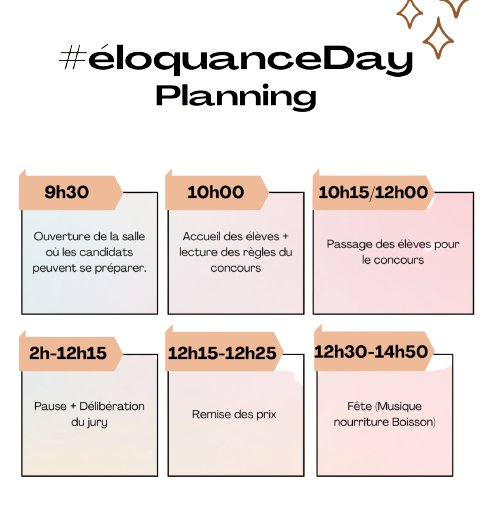 #éloquanceDay
Planning
9h30
Ouverture de la salle
où les candidats
peuvent se préparer.
10h00
Accueil des élèves +
lecture des règles du
concours
10h15/12h00
Passage des élèves pour
le concours
2h-12h15
Pause + Délibération
du jury
12h15-12h25
Remise des prix
12h30-14h50
Fête (Musique
nourriture Boisson)